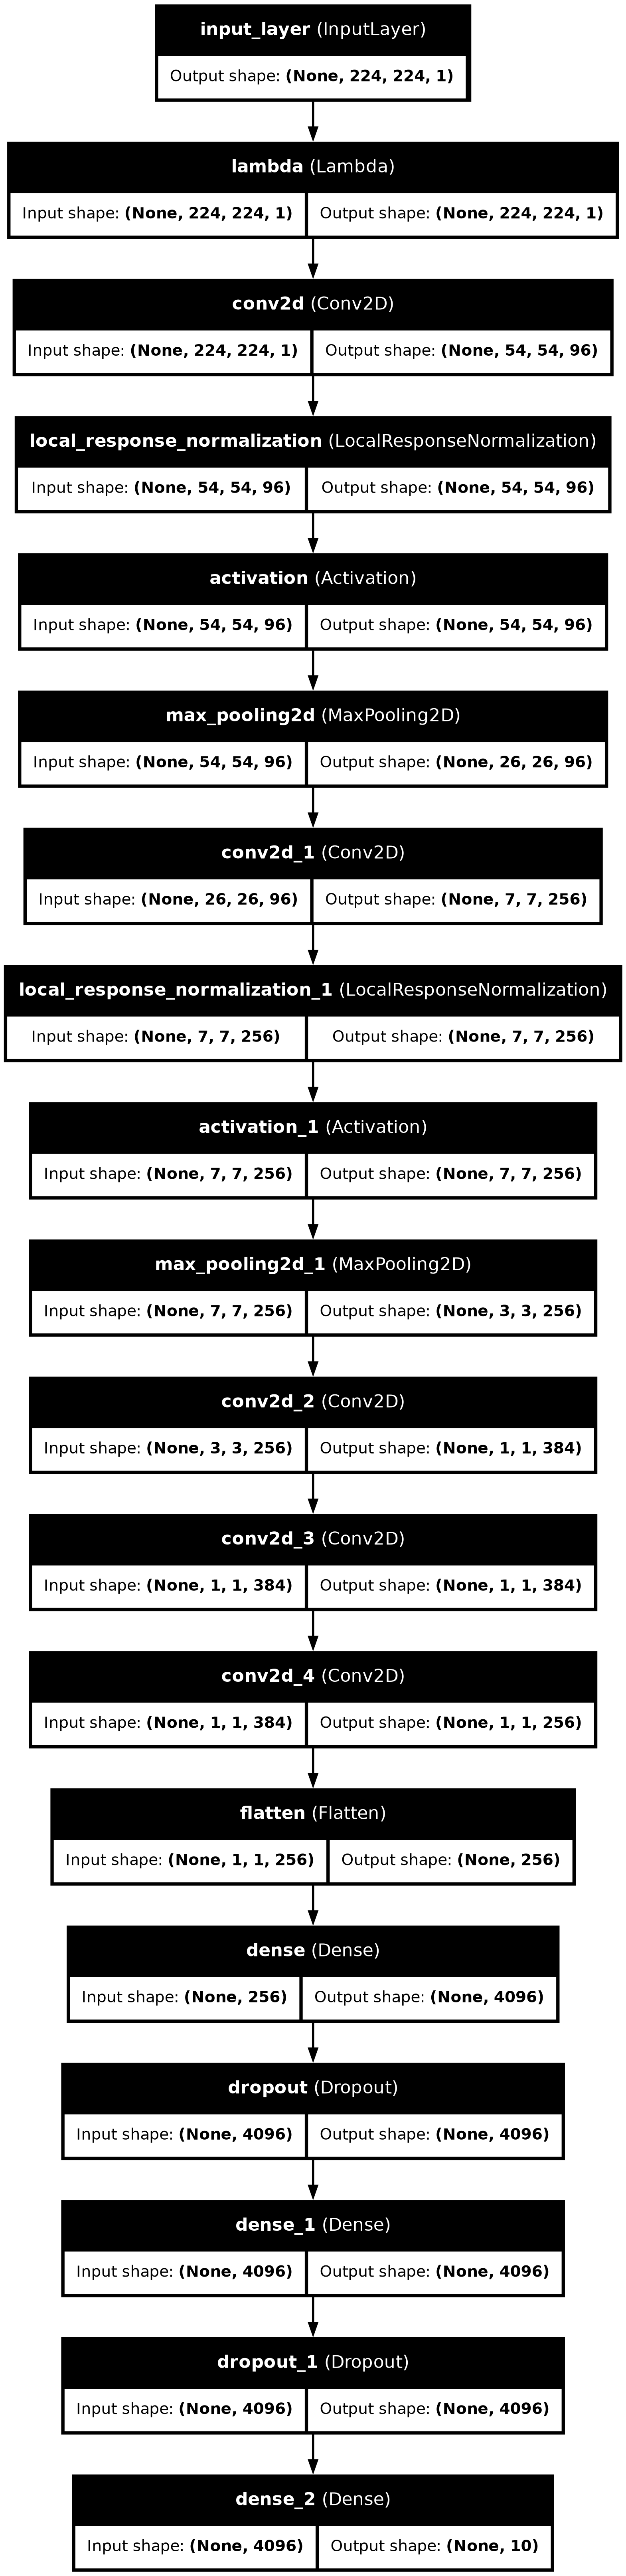 input_layer (InputLayer)
Output shape: (None, 224, 224, 1)
lambda (Lambda)
Input shape: (None, 224, 224, 1) Output shape: (None, 224, 224, 1)
conv2d (Conv2D)
Input shape: (None, 224, 224, 1) Output shape: (None, 54, 54, 96)
local_response_normalization (LocalResponseNormalization)
Input shape: (None, 54, 54, 96) Output shape: (None, 54, 54, 96)
activation (Activation)
Input shape: (None, 54, 54, 96) Output shape: (None, 54, 54, 96)
max_pooling2d (MaxPooling2D)
Input shape: (None, 54, 54, 96) Output shape: (None, 26, 26, 96)
conv2d_1 (Conv2D)
Input shape: (None, 26, 26, 96) Output shape: (None, 7, 7, 256)
local_response_normalization_1 (LocalResponseNormalization)
Input shape: (None, 7, 7, 256) Output shape: (None, 7, 7, 256)
activation_1 (Activation)
Input shape: (None, 7, 7, 256) Output shape: (None, 7, 7, 256)
max_pooling2d_1 (MaxPooling2D)
Input shape: (None, 7, 7, 256) Output shape: (None, 3, 3, 256)
conv2d_2 (Conv2D)
Input shape: (None, 3, 3, 256) Output shape: (None, 1, 1, 384)
conv2d_3 (Conv2D)
Input shape: (None, 1, 1, 384) Output shape: (None, 1, 1, 384)
conv2d_4 (Conv2D)
Input shape: (None, 1, 1, 384) Output shape: (None, 1, 1, 256)
flatten (Flatten)
Input shape: (None, 1, 1, 256) Output shape: (None, 256)
dense (Dense)
Input shape: (None, 256) Output shape: (None, 4096)
dropout (Dropout)
Input shape: (None, 4096) Output shape: (None, 4096)
dense_1 (Dense)
Input shape: (None, 4096) Output shape: (None, 4096)
dropout_1 (Dropout)
Input shape: (None, 4096) Output shape: (None, 4096)
dense_2 (Dense)
Input shape: (None, 4096) Output shape: (None, 10)